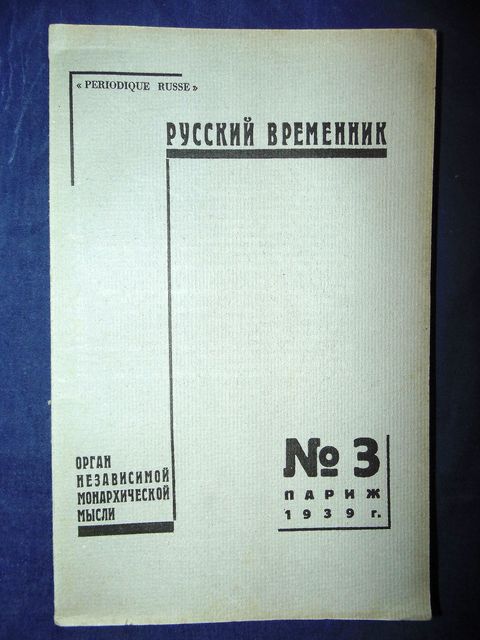 « PERIODIQUE RUSSE »
РУССКИЙ ВРЕМЕННИК
ОРГАН
НЕЗАВИСИМОЙ
МОНАРХИЧЕСКОЙ
МЫСЛИ
№ 3
ПАРИЖ
1939 г.